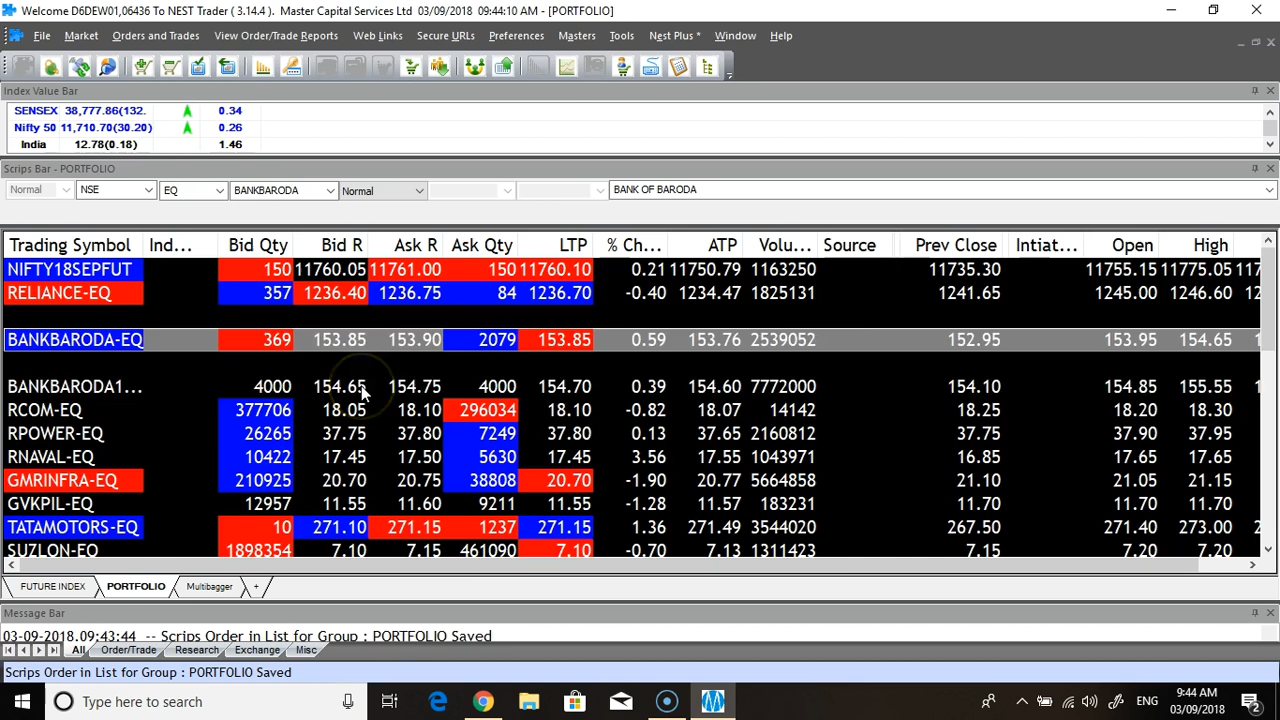 Welcome D6DEW01,06436 To NEST Trader ( 3.14.4 ). Master Capital Services Ltd 03/09/2018 09:44:10 AM - [PORTFOLIO]
File Market Orders and Trades View Order/Trade Reports Web Links Secure URLs Preferences Masters Tools Nest Plus * Window Help
Index Value Bar
SENSEX 38,777.86(132. 0.34
Nifty 50 11,710.70(30.20) 0.26
India 12.78(0.18) 1.46
Scrips Bar - PORTFOLIO
Normal NSE EQ BANKBARODA Normal BANK OF BARODA
Trading Symbol Ind... Bid Qty Bid R Ask R Ask Qty LTP % Ch... ATP Volu... Source Prev Close Intiat... Open High
NIFTY18SEPFUT 150 11760.05 11761.00 150 11760.10 0.21 11750.79 1163250 11735.30 11755.15 11775.05 117
RELIANCE-EQ 357 1236.40 1236.75 84 1236.70 -0.40 1234.47 1825131 1241.65 1245.00 1246.60 12
BANKBARODA-EQ 369 153.85 153.90 2079 153.85 0.59 153.76 2539052 152.95 153.95 154.65 1
BANKBARODA1... 4000 154.65 154.75 4000 154.70 0.39 154.60 7772000 154.10 154.85 155.55 1
RCOM-EQ 377706 18.05 18.10 296034 18.10 -0.82 18.07 14142 18.25 18.20 18.30
RPOWER-EQ 26265 37.75 37.80 7249 37.80 0.13 37.65 2160812 37.75 37.90 37.95
RNAVAL-EQ 10422 17.45 17.50 5630 17.45 3.56 17.55 1043971 16.85 17.65 17.65
GMRINFRA-EQ 210925 20.70 20.75 38808 20.70 -1.90 20.77 5664858 21.10 21.05 21.15
GVKPIL-EQ 12957 11.55 11.60 9211 11.55 -1.28 11.57 183231 11.70 11.70 11.70
TATAMOTORS-EQ 10 271.10 271.15 1237 271.15 1.36 271.49 3544020 267.50 271.40 273.00 2
SUZLON-EQ 1898354 7.10 7.15 461090 7.10 -0.70 7.13 1311423 7.15 7.20 7.20
FUTURE INDEX PORTFOLIO Multibagger +
Message Bar
03-09-2018.09:43:44 -- Scrips Order in List for Group : PORTFOLIO Saved
All Order/Trade Research Exchange Misc
Scrips Order in List for Group : PORTFOLIO Saved
Type here to search ENG 9:44 AM 03/09/2018 2